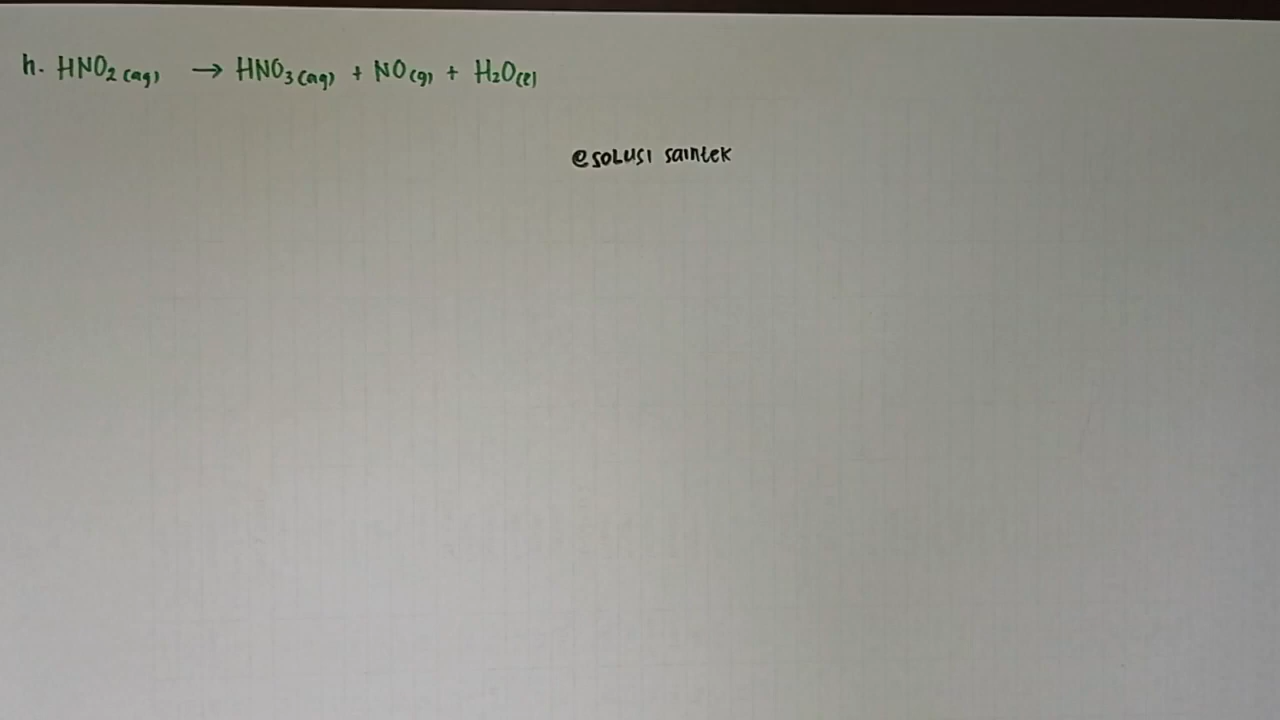 h. HNO₂(aq) → HNO₃(aq) + NO(g) + H₂O(l)
@solusi saintek